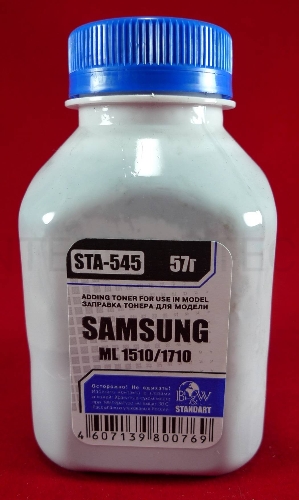 STA-545 57г
ADDING TONER FOR USE IN MODEL
ЗАПРАВКА ТОНЕРА ДЛЯ МОДЕЛИ
SAMSUNG
ML 1510/1710
Осторожно! Не вдыхать!
B&W
STANDART
4 607139 800769